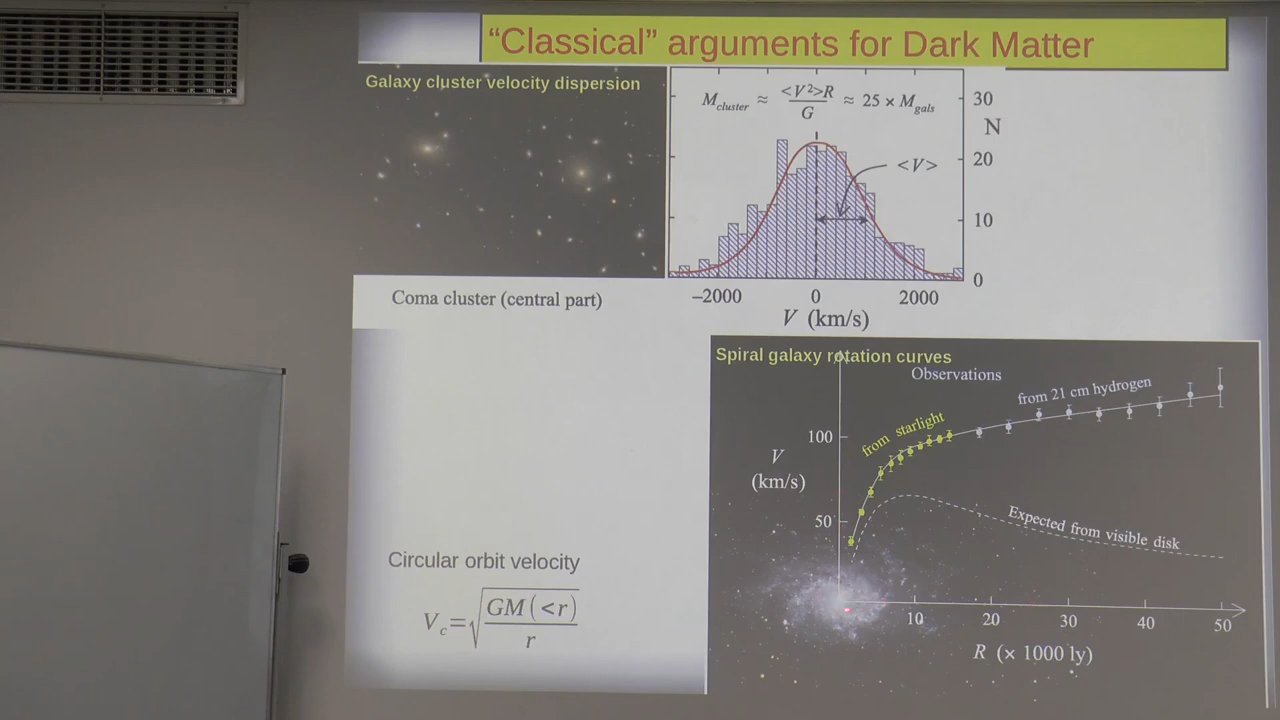 “Classical” arguments for Dark Matter
Galaxy cluster velocity dispersion
M_cluster ≈ <V²>R / G ≈ 25 × M_gals
30
N
20
<V>
10
0
−2000 0 2000
V (km/s)
Coma cluster (central part)
Spiral galaxy rotation curves
Observations
from 21 cm hydrogen
from starlight
100
V
(km/s)
50
Expected from visible disk
10 20 30 40 50
R (× 1000 ly)
Circular orbit velocity
V_c = √(GM(<r) / r)